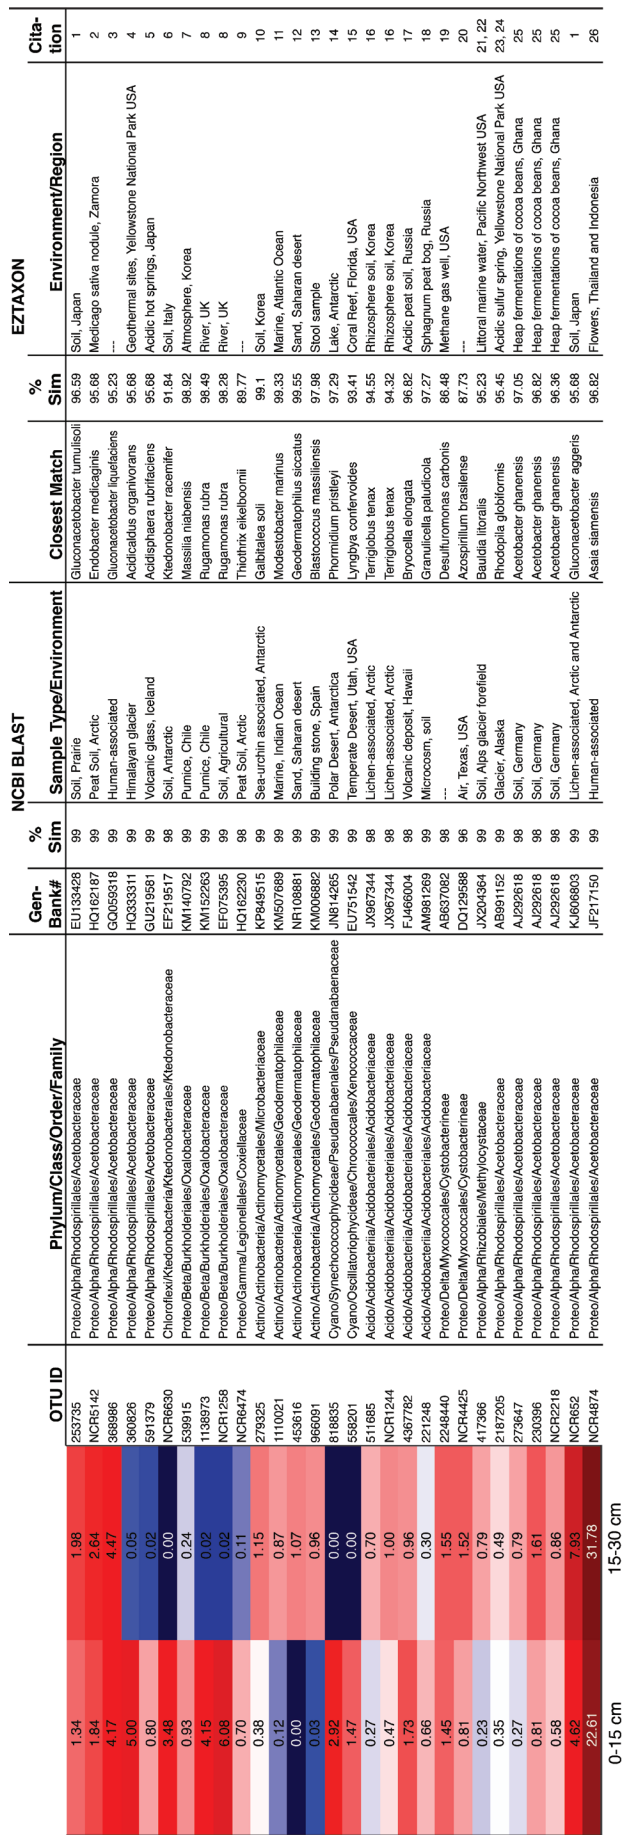 NCBI BLAST EZTAXON
OTU ID Phylum/Class/Order/Family Gen-Bank# % Sim Sample Type/Environment Closest Match % Sim Environment/Region Cita-tion
1.34 1.98 253735 Proteo/Alpha/Rhodospirillales/Acetobacteraceae EU133428 99 Soil, Prairie Gluconacetobacter tumulisoli 96.59 Soil, Japan 1
1.84 2.64 NCR5142 Proteo/Alpha/Rhodospirillales/Acetobacteraceae HQ162187 99 Peat Soil, Arctic Endobacter medicaginis 95.68 Medicago sativa nodule, Zamora 2
4.17 4.47 368986 Proteo/Alpha/Rhodospirillales/Acetobacteraceae GQ059318 99 Human-associated Gluconacetobacter liquefaciens 95.23 --- 3
5.00 0.05 360826 Proteo/Alpha/Rhodospirillales/Acetobacteraceae HQ333311 99 Himalayan glacier Acidicaldus organivorans 95.68 Geothermal sites, Yellowstone National Park USA 4
0.80 0.02 591379 Proteo/Alpha/Rhodospirillales/Acetobacteraceae GU219581 99 Volcanic glass, Iceland Acidisphaera rubrifaciens 95.68 Acidic hot springs, Japan 5
3.48 0.00 NCR6630 Chloroflexi/Ktedonobacteria/Ktedonobacterales/Ktedonobacteraceae EF219517 98 Soil, Antarctic Ktedonobacter racemifer 91.84 Soil, Italy 6
0.93 0.24 539915 Proteo/Beta/Burkholderiales/Oxalobacteraceae KM140792 99 Pumice, Chile Massilia niabensis 98.92 Atmosphere, Korea 7
4.15 0.02 1138973 Proteo/Beta/Burkholderiales/Oxalobacteraceae KM152263 99 Pumice, Chile Rugamonas rubra 98.49 River, UK 8
6.08 0.02 NCR1258 Proteo/Beta/Burkholderiales/Oxalobacteraceae EF075395 99 Soil, Agricultural Rugamonas rubra 98.28 River, UK 8
0.70 0.11 NCR6474 Proteo/Gamma/Legionellales/Coxiellaceae HQ162230 98 Peat Soil, Arctic Thiothrix eikelboomii 89.77 --- 9
0.38 1.15 279325 Actino/Actinobacteria/Actinomycetales/Microbacteriaceae KP849515 99 Sea-urchin associated, Antarctic Galbitalea soli 99.1 Soil, Korea 10
0.12 0.87 1110021 Actino/Actinobacteria/Actinomycetales/Geodermatophilaceae KM507689 99 Marine, Indian Ocean Modestobacter marinus 99.33 Marine, Atlantic Ocean 11
0.00 1.07 453616 Actino/Actinobacteria/Actinomycetales/Geodermatophilaceae NR108881 99 Sand, Saharan desert Geodermatophilus siccatus 99.55 Sand, Saharan desert 12
0.03 0.96 966091 Actino/Actinobacteria/Actinomycetales/Geodermatophilaceae KM006882 99 Building stone, Spain Blastococcus massiliensis 97.98 Stool sample 13
2.92 0.00 818835 Cyano/Synechococcophycideae/Pseudanabaenales/Pseudanabaenaceae JN814265 99 Polar Desert, Antarctica Phormidium pristleyi 97.29 Lake, Antarctic 14
1.47 0.00 558201 Cyano/Oscillatoriophycideae/Chroococcales/Xenococcaceae EU751542 99 Temperate Desert, Utah, USA Lyngbya confervoides 93.41 Coral Reef, Florida, USA 15
0.27 0.70 511685 Acido/Acidobacteriia/Acidobacteriales/Acidobacteriaceae JX967344 98 Lichen-associated, Arctic Terriglobus tenax 94.55 Rhizosphere soil, Korea 16
0.47 1.00 NCR1244 Acido/Acidobacteriia/Acidobacteriales/Acidobacteriaceae JX967344 98 Lichen-associated, Arctic Terriglobus tenax 94.32 Rhizosphere soil, Korea 16
1.73 0.96 4367782 Acido/Acidobacteriia/Acidobacteriales/Acidobacteriaceae FJ466004 98 Volcanic deposit, Hawaii Bryocella elongata 96.82 Acidic peat soil, Russia 17
0.66 0.30 221248 Acido/Acidobacteriia/Acidobacteriales/Acidobacteriaceae AM981269 99 Microcosm, soil Granulicella paludicola 97.27 Sphagnum peat bog, Russia 18
1.45 1.55 2248440 Proteo/Delta/Myxococcales/Cystobacterineae AB637082 98 --- Desulfuromonas carbonis 86.48 Methane gas well, USA 19
0.81 1.52 NCR4425 Proteo/Delta/Myxococcales/Cystobacterineae DQ129588 96 Air, Texas, USA Azospirillum brasilense 87.73 --- 20
0.23 0.79 417366 Proteo/Alpha/Rhizobiales/Methylocystaceae JX204364 99 Soil, Alps glacier forefield Bauldia litoralis 95.23 Littoral marine water, Pacific Northwest USA 21, 22
0.35 0.49 2187205 Proteo/Alpha/Rhodospirillales/Acetobacteraceae AB991152 99 Glacier, Alaska Rhodopila globiformis 95.45 Acidic sulfur spring, Yellowstone National Park USA 23, 24
0.27 0.79 273647 Proteo/Alpha/Rhodospirillales/Acetobacteraceae AJ292618 98 Soil, Germany Acetobacter ghanensis 97.05 Heap fermentations of cocoa beans, Ghana 25
0.81 1.61 230396 Proteo/Alpha/Rhodospirillales/Acetobacteraceae AJ292618 98 Soil, Germany Acetobacter ghanensis 96.82 Heap fermentations of cocoa beans, Ghana 25
0.58 0.86 NCR2218 Proteo/Alpha/Rhodospirillales/Acetobacteraceae AJ292618 98 Soil, Germany Acetobacter ghanensis 96.36 Heap fermentations of cocoa beans, Ghana 25
4.62 7.93 NCR652 Proteo/Alpha/Rhodospirillales/Acetobacteraceae KJ606803 99 Lichen-associated, Arctic and Antarctic Gluconacetobacter aggeris 95.68 Soil, Japan 1
22.61 31.78 NCR4874 Proteo/Alpha/Rhodospirillales/Acetobacteraceae JF217150 99 Human-associated Asaia siamensis 96.82 Flowers, Thailand and Indonesia 26
0-15 cm 15-30 cm